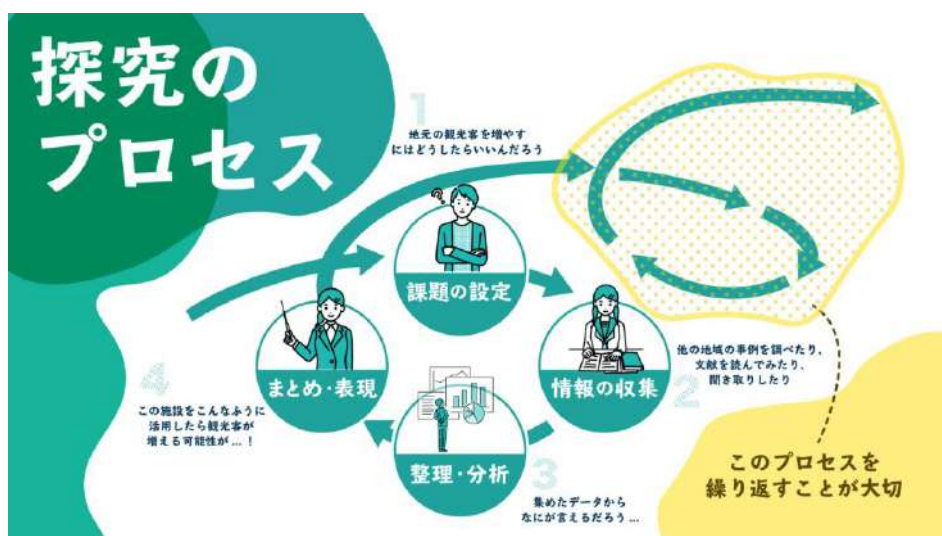 探究の
プロセス
1
地元の観光客を増やす
にはどうしたらいいんだろう
課題の設定
2
他の地域の事例を調べたり、
文献を読んでみたり、
聞き取りしたり
情報の収集
3
集めたデータから
なにが言えるだろう...
整理・分析
4
この施設をこんなふうに
活用したら観光客が
増える可能性が...！
まとめ・表現
このプロセスを
繰り返すことが大切